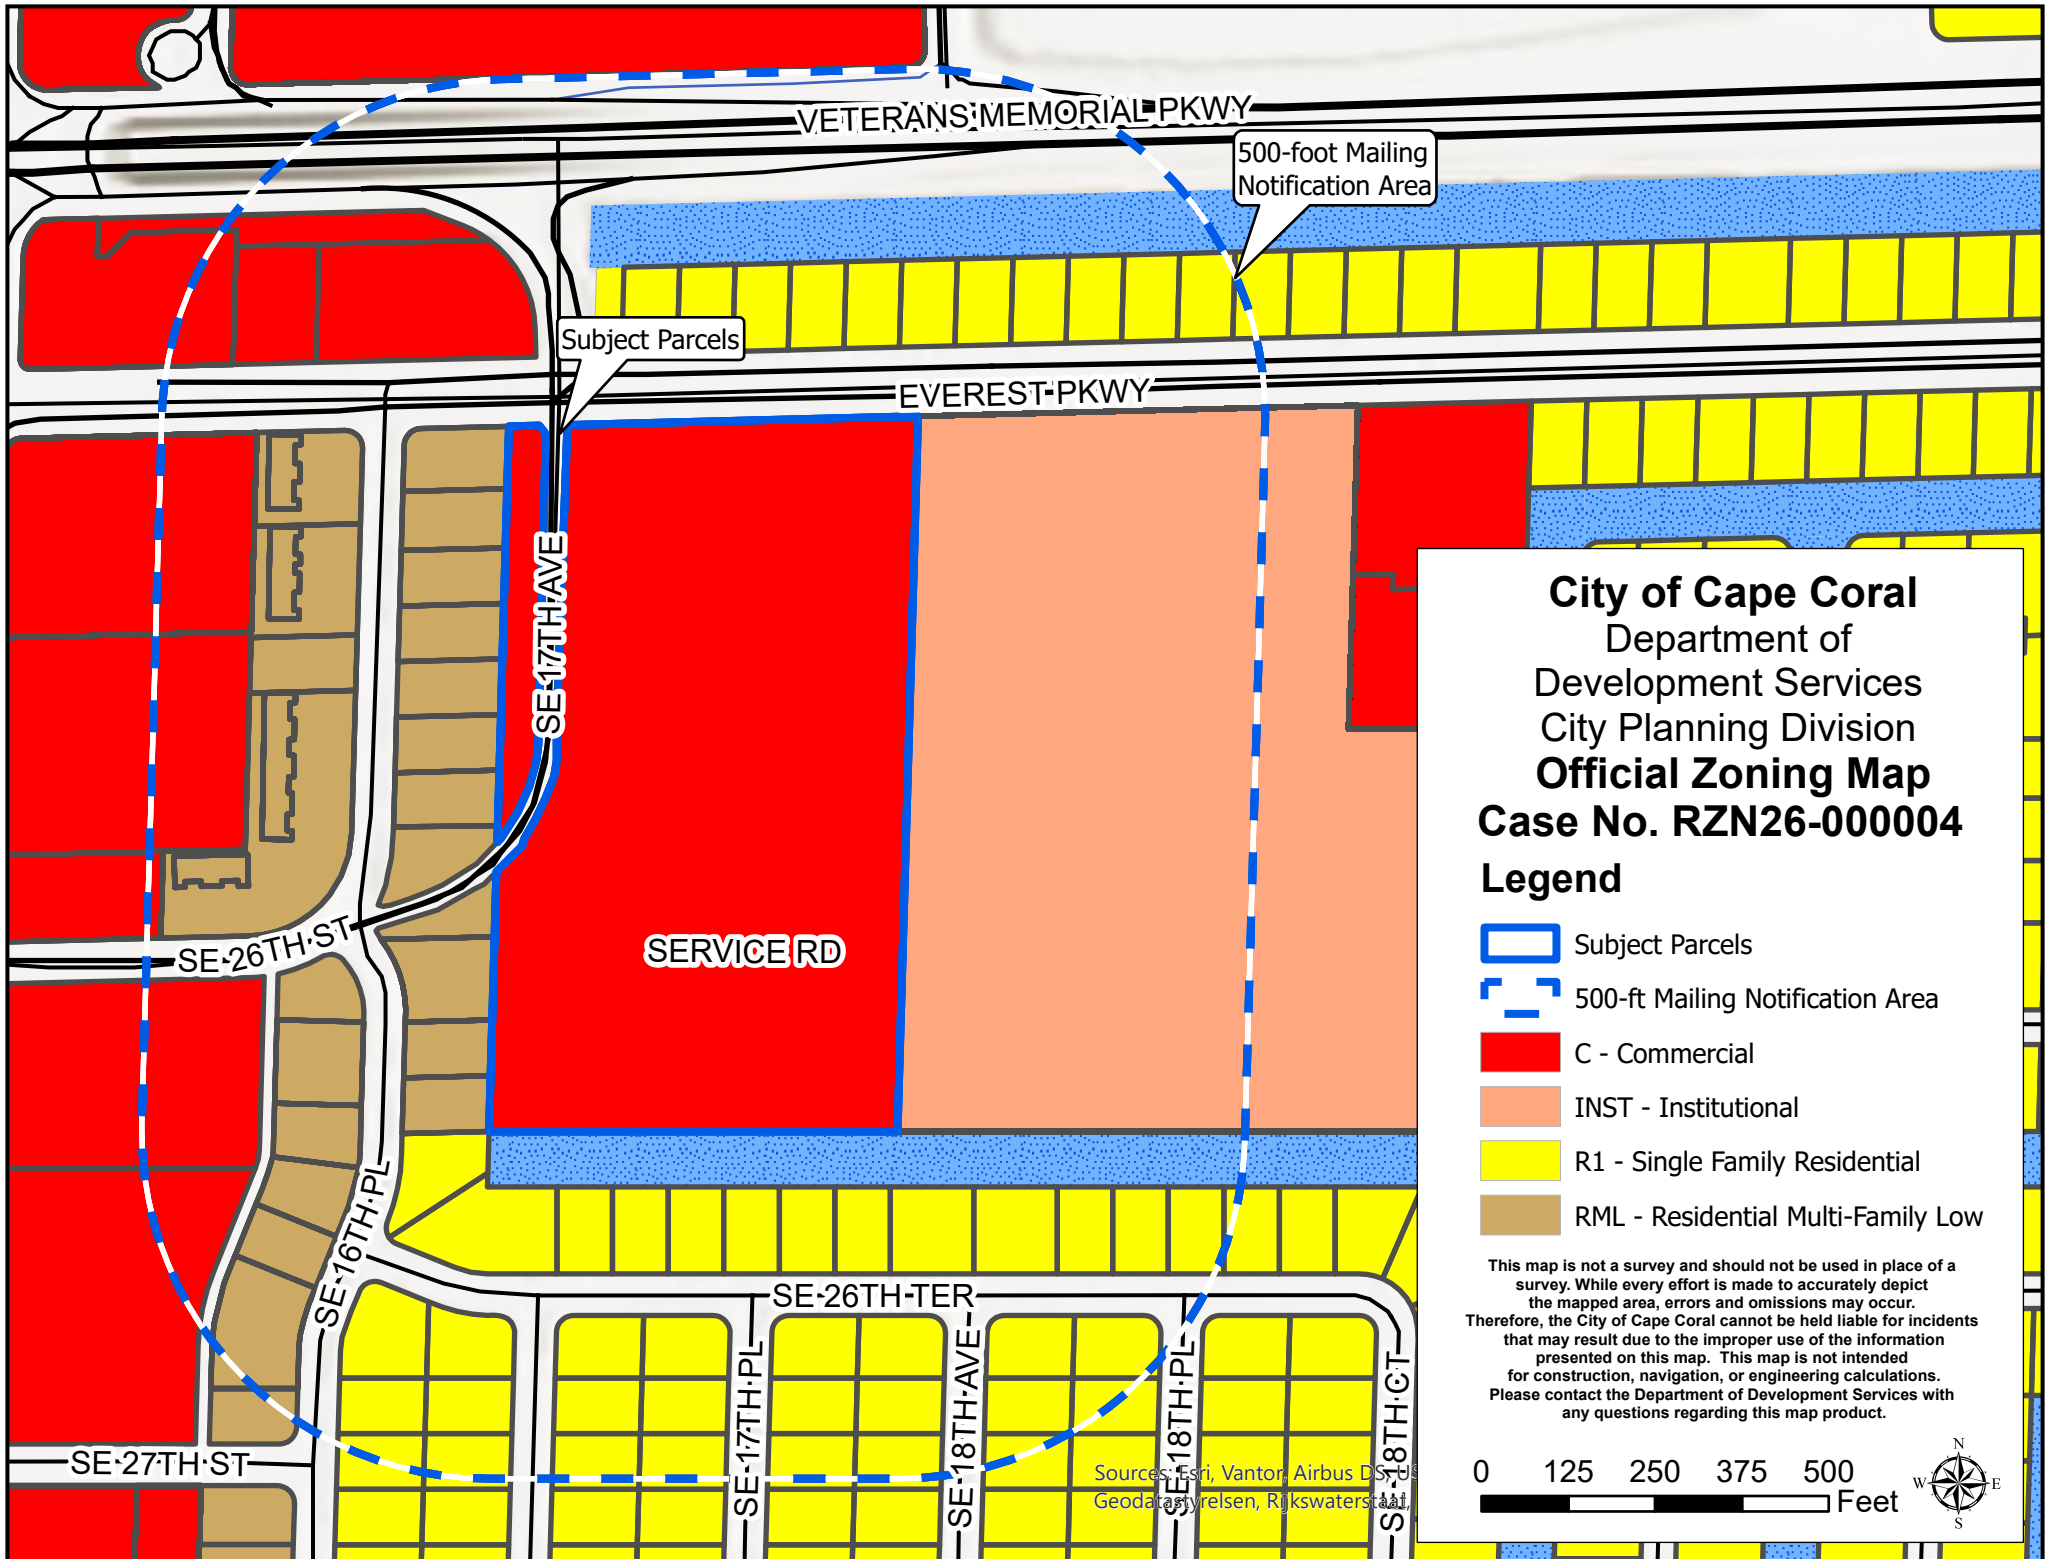 VETERANS MEMORIAL PKWY
500-foot Mailing
Notification Area
Subject Parcels
EVEREST PKWY
SE 17TH AVE
SERVICE RD
SE 26TH ST
SE 16TH PL
SE 26TH TER
SE 17TH PL
SE 18TH AVE
SE 18TH PL
SE 18TH CT
SE 27TH ST
Sources: Esri, Vantor, Airbus DS, US
Geodatastyrelsen, Rijkswaterstaat,
City of Cape Coral
Department of
Development Services
City Planning Division
Official Zoning Map
Case No. RZN26-000004
Legend
Subject Parcels
500-ft Mailing Notification Area
C - Commercial
INST - Institutional
R1 - Single Family Residential
RML - Residential Multi-Family Low
This map is not a survey and should not be used in place of a
survey. While every effort is made to accurately depict
the mapped area, errors and omissions may occur.
Therefore, the City of Cape Coral cannot be held liable for incidents
that may result due to the improper use of the information
presented on this map. This map is not intended
for construction, navigation, or engineering calculations.
Please contact the Department of Development Services with
any questions regarding this map product.
0 125 250 375 500
Feet
N
W E
S